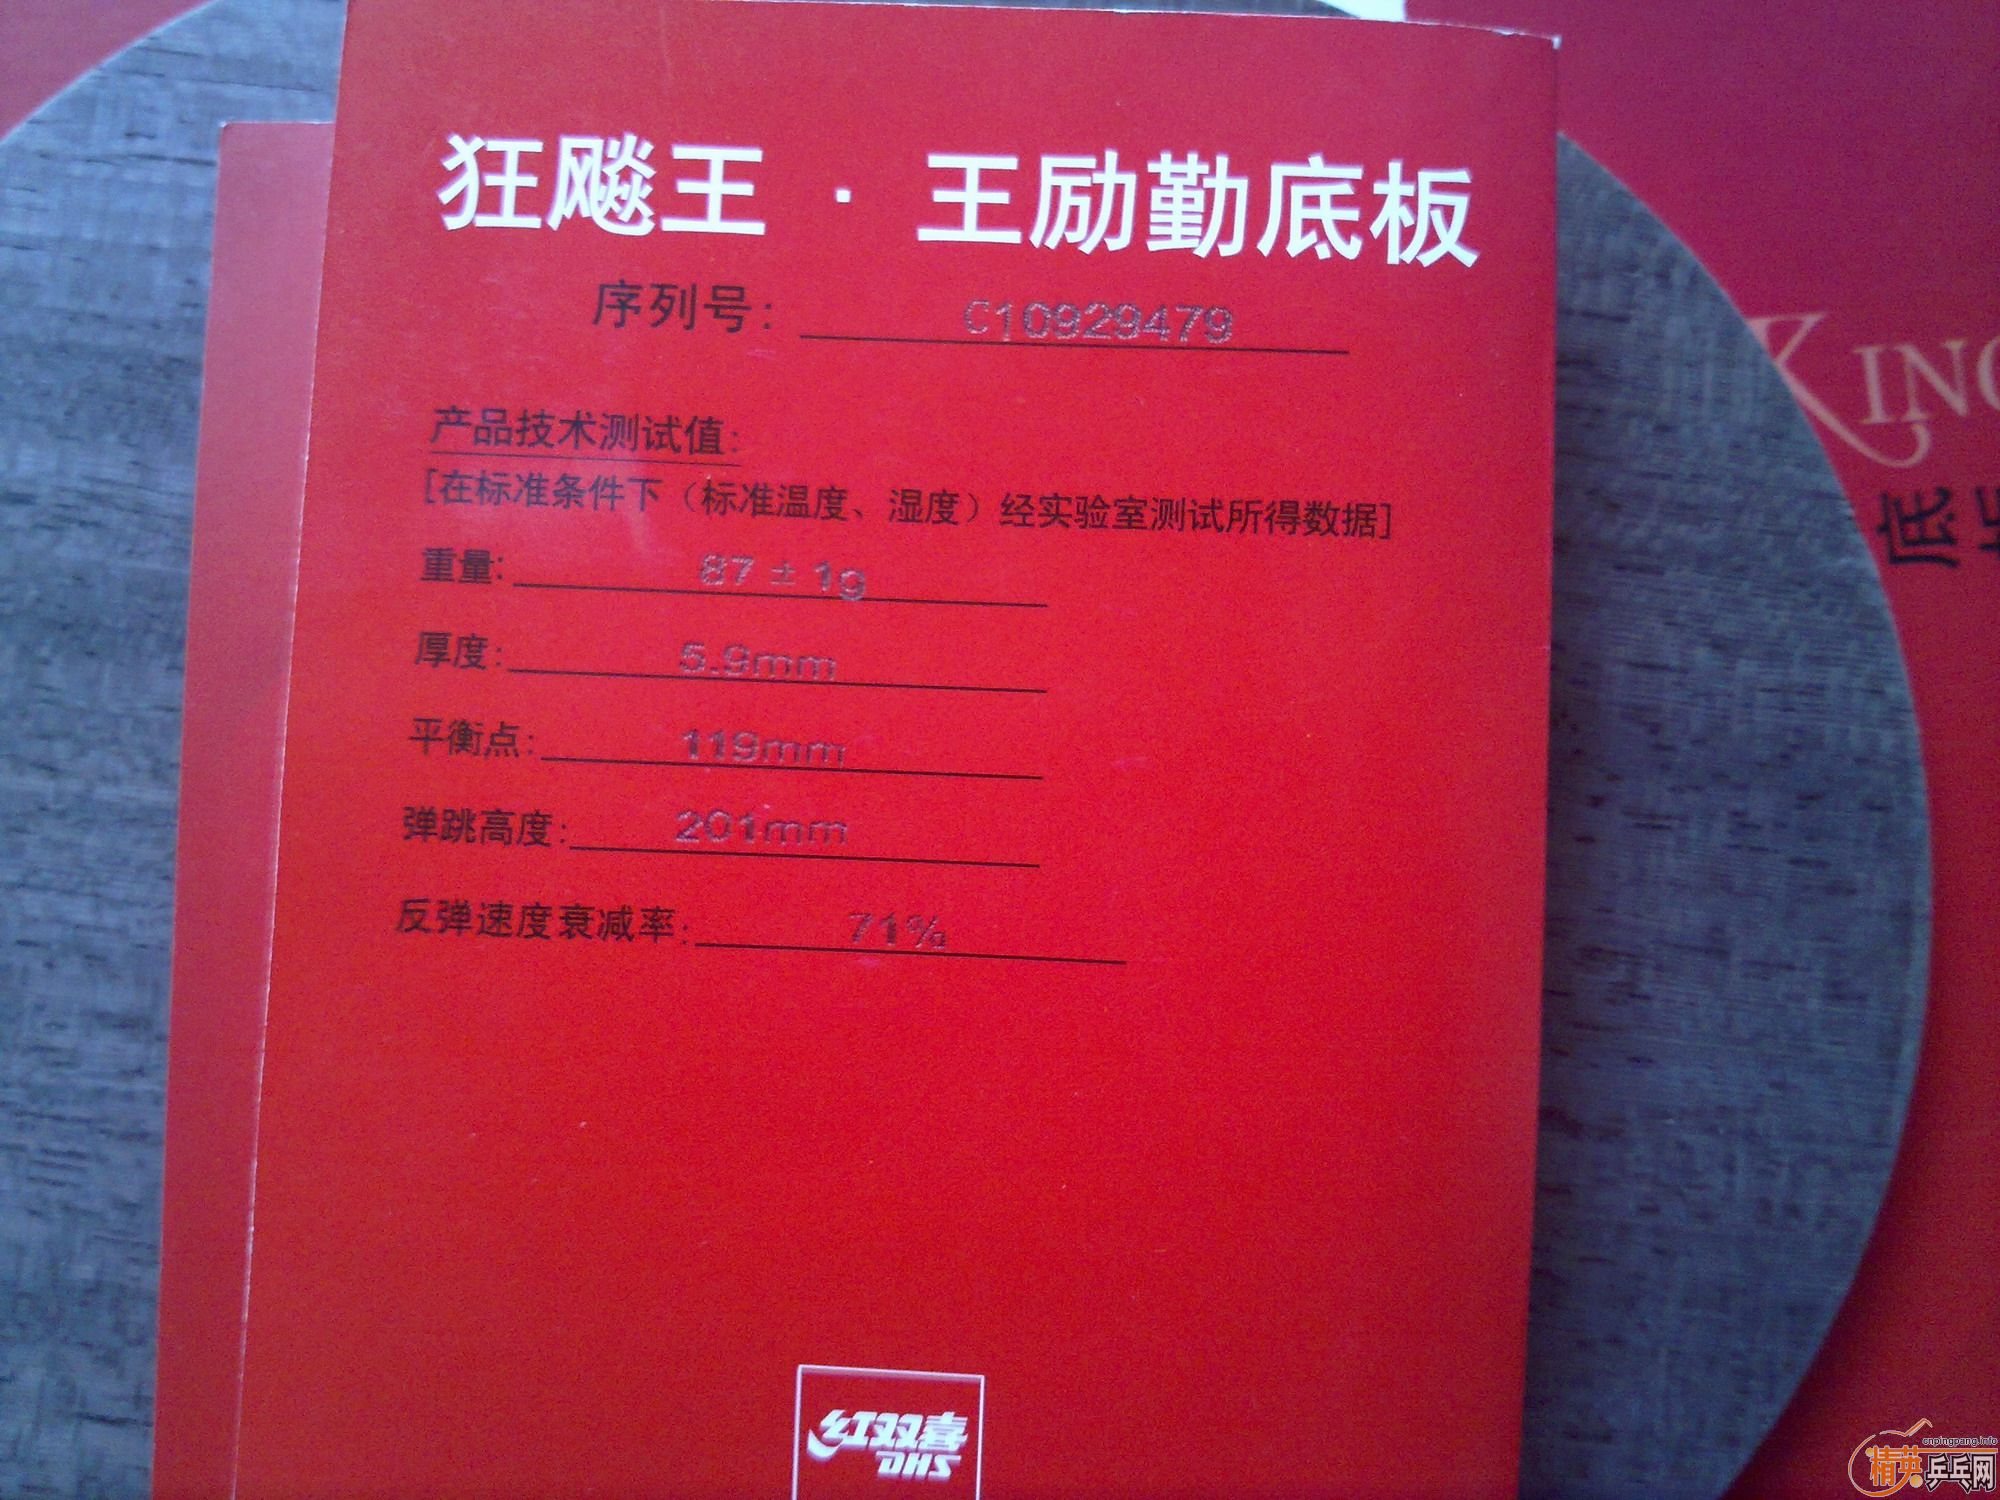 狂飚王 · 王励勤底板
序列号: C10929479
产品技术测试值:
[在标准条件下（标准温度、湿度）经实验室测试所得数据]
重量: 87 ± 1g
厚度: 5.9mm
平衡点: 119mm
弹跳高度: 201mm
反弹速度衰减率: 71%
红双喜
DHS
KING
底板
cnpingpang.info
精英乒乓网